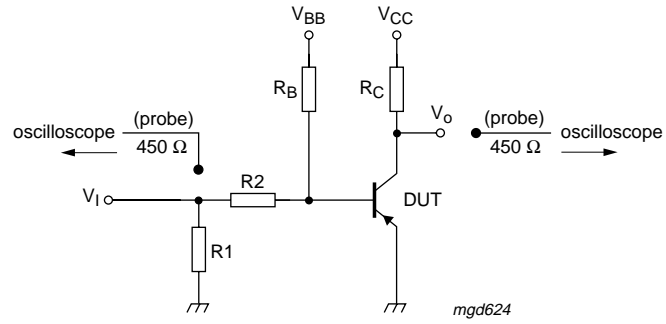 V_BB
V_CC
R_B
R_C
V_o
(probe)
450 Ω
oscilloscope
(probe)
450 Ω
oscilloscope
V_I
R2
DUT
R1
mgd624